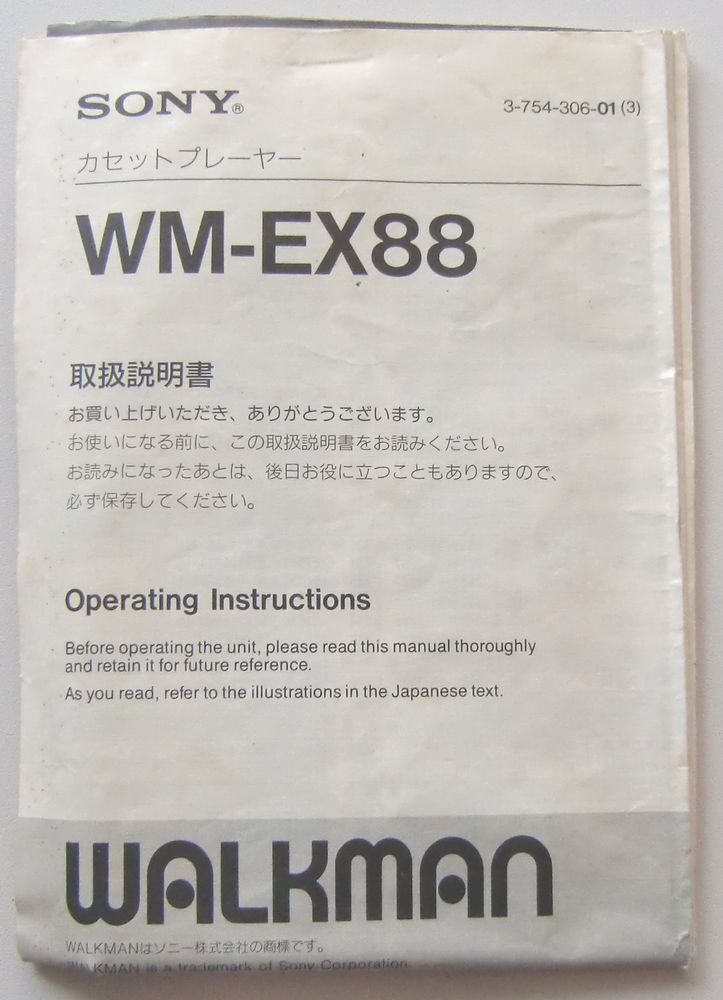 SONY®
3-754-306-01 (3)
カセットプレーヤー
WM-EX88
取扱説明書
お買い上げいただき、ありがとうございます。
お使いになる前に、この取扱説明書をお読みください。
お読みになったあとは、後日お役に立つこともありますので、
必ず保存してください。
Operating Instructions
Before operating the unit, please read this manual thoroughly
and retain it for future reference.
As you read, refer to the illustrations in the Japanese text.
WALKMAN
WALKMANはソニー株式会社の商標です。
WALKMAN is a trademark of Sony Corporation.